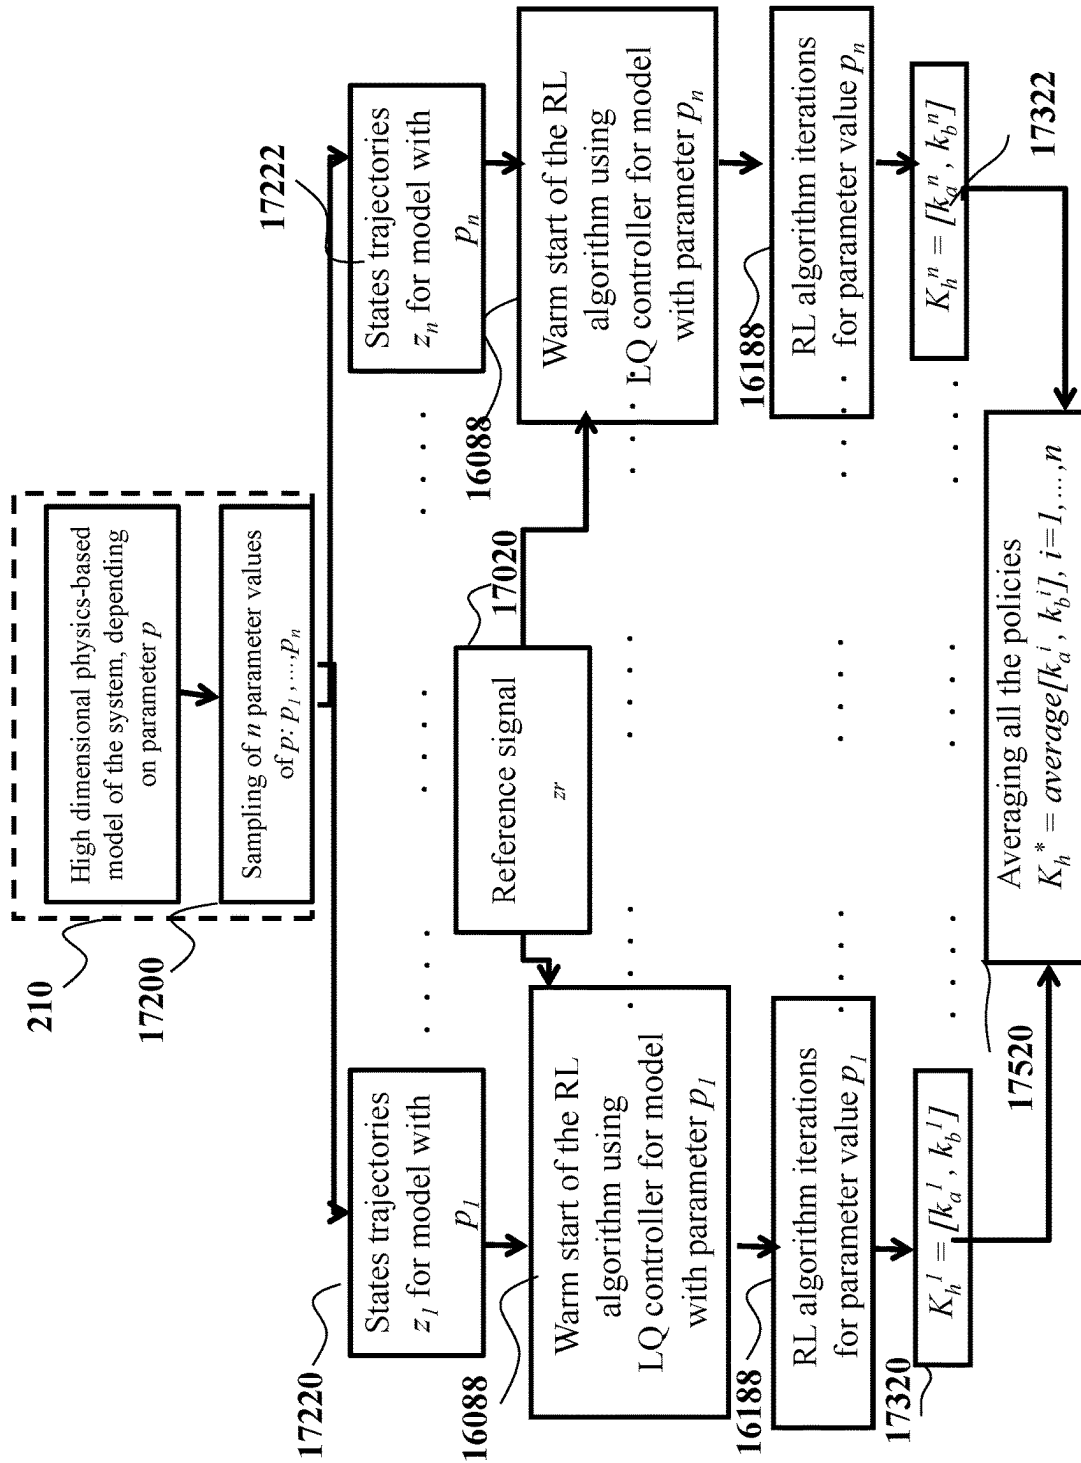 210
High dimensional physics-based
model of the system, depending
on parameter p
17200
Sampling of n parameter values
of p: p₁,...,pₙ
17220
States trajectories
z₁ for model with
p₁
17222
States trajectories
zₙ for model with
pₙ
17020
Reference signal
zr
16088
Warm start of the RL
algorithm using
LQ controller for model
with parameter p₁
16088
Warm start of the RL
algorithm using
LQ controller for model
with parameter pₙ
16188
RL algorithm iterations
for parameter value p₁
16188
RL algorithm iterations
for parameter value pₙ
17320
Kₕ¹ = [kₐ¹ , k_b¹]
Kₕⁿ = [kₐⁿ , k_bⁿ]
17322
17520
Averaging all the policies
Kₕ* = average[kₐⁱ , k_bⁱ], i=1,...,n